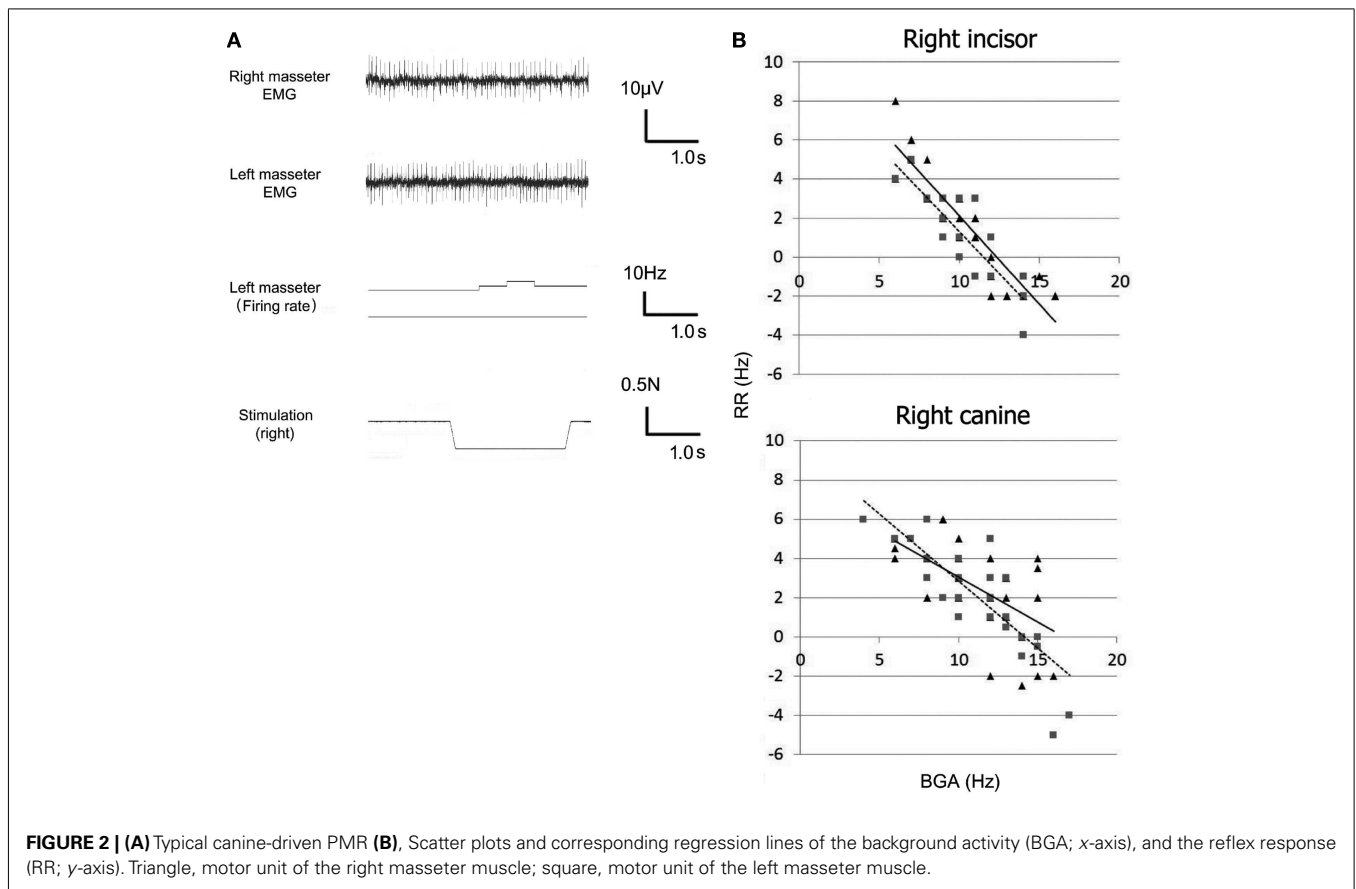 A
Right masseter
EMG
10µV
1.0s
Left masseter
EMG
Left masseter
(Firing rate)
10Hz
1.0s
Stimulation
(right)
0.5N
1.0s
B
Right incisor
10
8
6
4
2
0
-2
-4
-6
0 5 10 15 20
RR (Hz)
Right canine
10
8
6
4
2
0
-2
-4
-6
0 5 10 15 20
BGA (Hz)
FIGURE 2 | (A) Typical canine-driven PMR (B), Scatter plots and corresponding regression lines of the background activity (BGA; x-axis), and the reflex response
(RR; y-axis). Triangle, motor unit of the right masseter muscle; square, motor unit of the left masseter muscle.